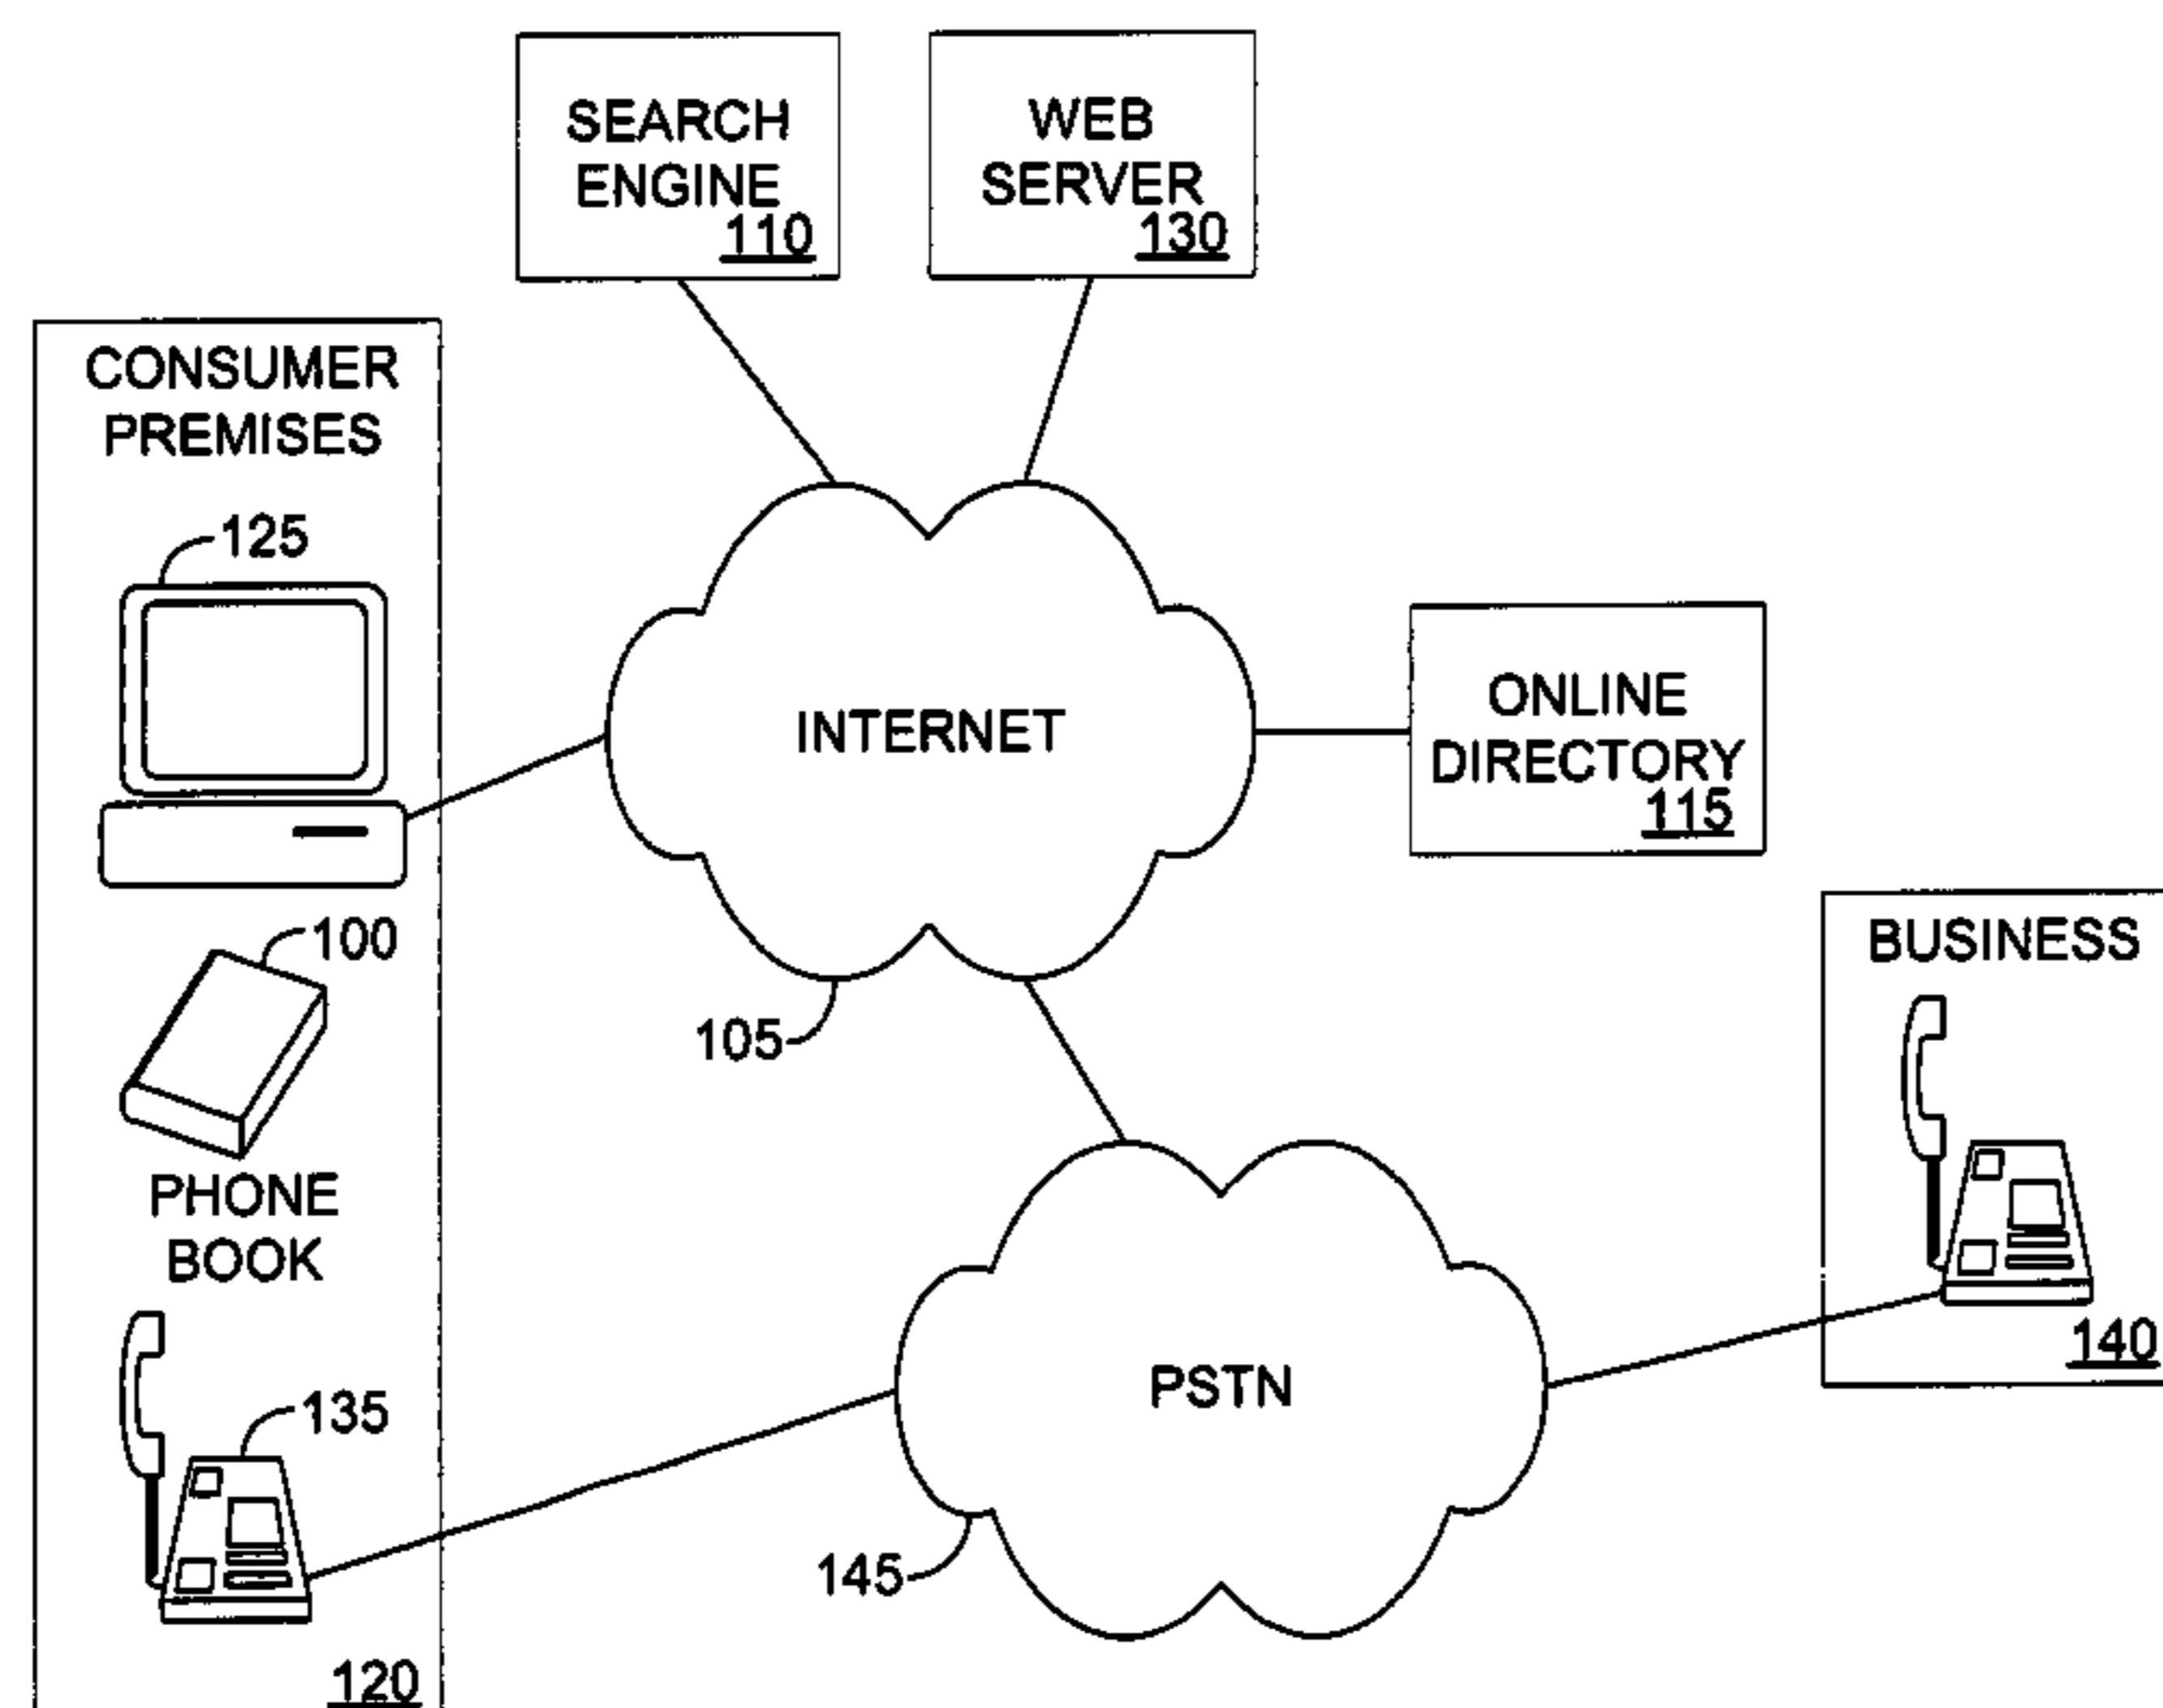 SEARCH
ENGINE
110
WEB
SERVER
130
CONSUMER
PREMISES
125
INTERNET
105
ONLINE
DIRECTORY
115
100
PHONE
BOOK
BUSINESS
140
135
PSTN
145
120